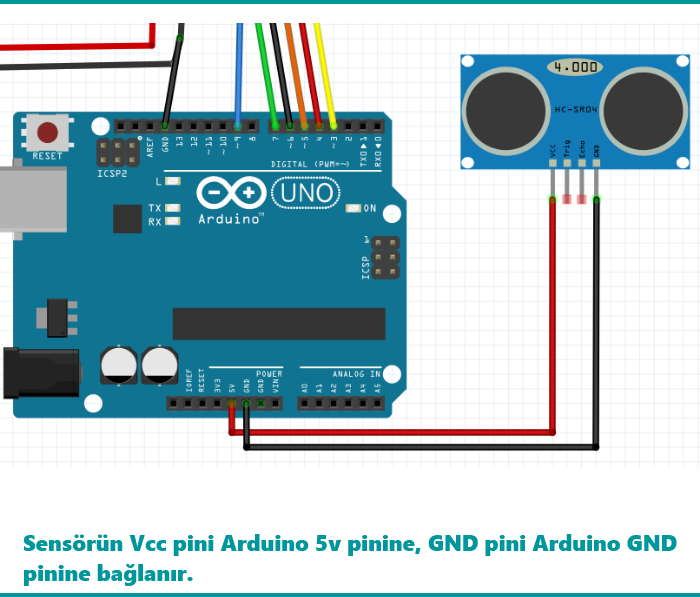 4.000
HC-SR04
VCC Trig Echo GND
RESET
ICSP2
AREF GND 13 12 ~11 ~10 ~9 8 7 ~6 ~5 4 ~3 2 TXO▶1 RXO◀0
DIGITAL (PWM=~)
L
TX
RX
UNO
ON
Arduino™
1
ICSP
POWER
ANALOG IN
IOREF RESET 3V3 5V GND GND VIN A0 A1 A2 A3 A4 A5
Sensörün Vcc pini Arduino 5v pinine, GND pini Arduino GND
pinine bağlanır.